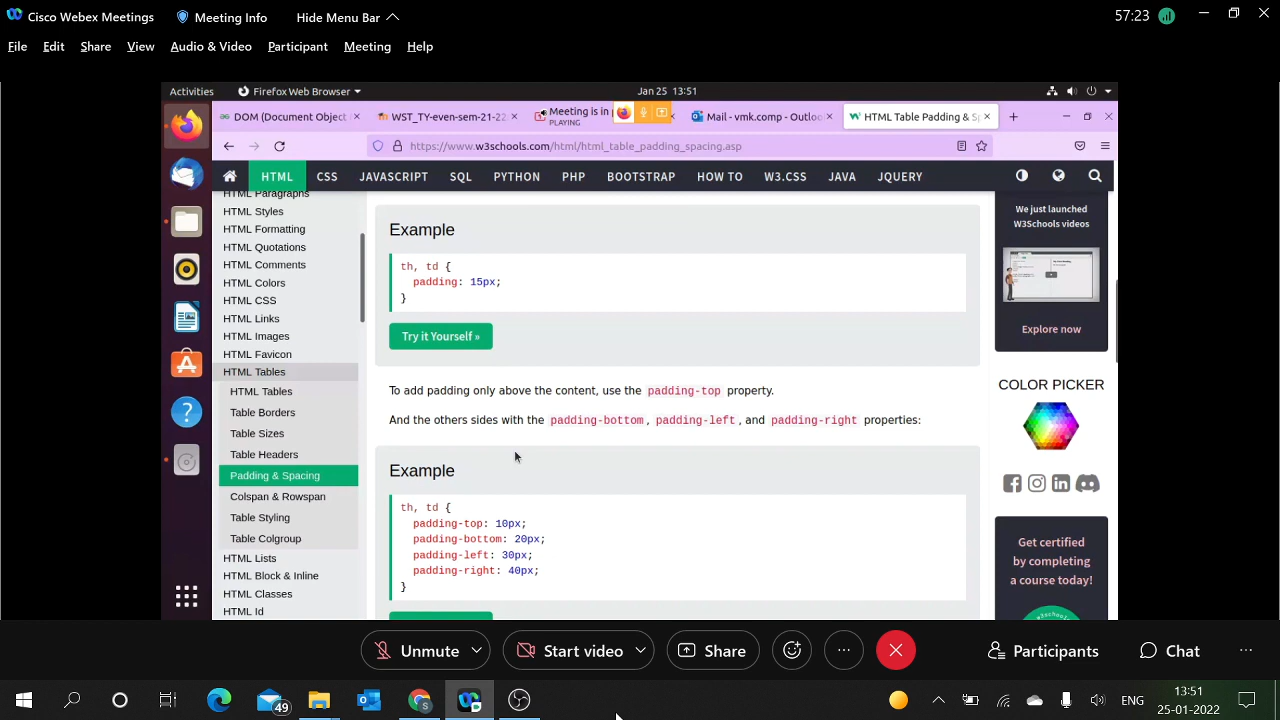 Cisco Webex Meetings
Meeting Info
Hide Menu Bar
57:23
File Edit Share View Audio & Video Participant Meeting Help
Activities
Firefox Web Browser
Jan 25 13:51
DOM (Document Object
WST_TY-even-sem-21-22
Meeting is in
PLAYING
Mail - vmk.comp - Outloo
HTML Table Padding & S
https://www.w3schools.com/html/html_table_padding_spacing.asp
HTML CSS JAVASCRIPT SQL PYTHON PHP BOOTSTRAP HOW TO W3.CSS JAVA JQUERY
HTML Paragraphs
HTML Styles
HTML Formatting
HTML Quotations
HTML Comments
HTML Colors
HTML CSS
HTML Links
HTML Images
HTML Favicon
HTML Tables
HTML Tables
Table Borders
Table Sizes
Table Headers
Padding & Spacing
Colspan & Rowspan
Table Styling
Table Colgroup
HTML Lists
HTML Block & Inline
HTML Classes
HTML Id
Example
th, td {
padding: 15px;
}
Try it Yourself »
To add padding only above the content, use the padding-top property.
And the others sides with the padding-bottom, padding-left, and padding-right properties:
Example
th, td {
padding-top: 10px;
padding-bottom: 20px;
padding-left: 30px;
padding-right: 40px;
}
We just launched
W3Schools videos
Explore now
COLOR PICKER
Get certified
by completing
a course today!
w3schools
Unmute
Start video
Share
Participants
Chat
49
ENG
13:51
25-01-2022